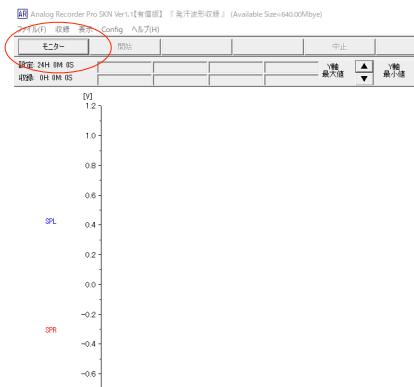 AR Analog Recorder Pro SKN Ver1.1【有償版】 『 発汗波形収録 』 (Available Size=640.00Mbye)
ファイル(F) 収録 表示 Config ヘルプ(H)
モニター 開始 中止
設定: 24H: 0M: 0S
収録: 0H: 0M: 0S
Y軸 最大値 ▲ ▼ Y軸 最小値
[V]
1.2
1.0
0.8
0.6
SPL 0.4
0.2
0.0
-0.2
SPR
-0.4
-0.6